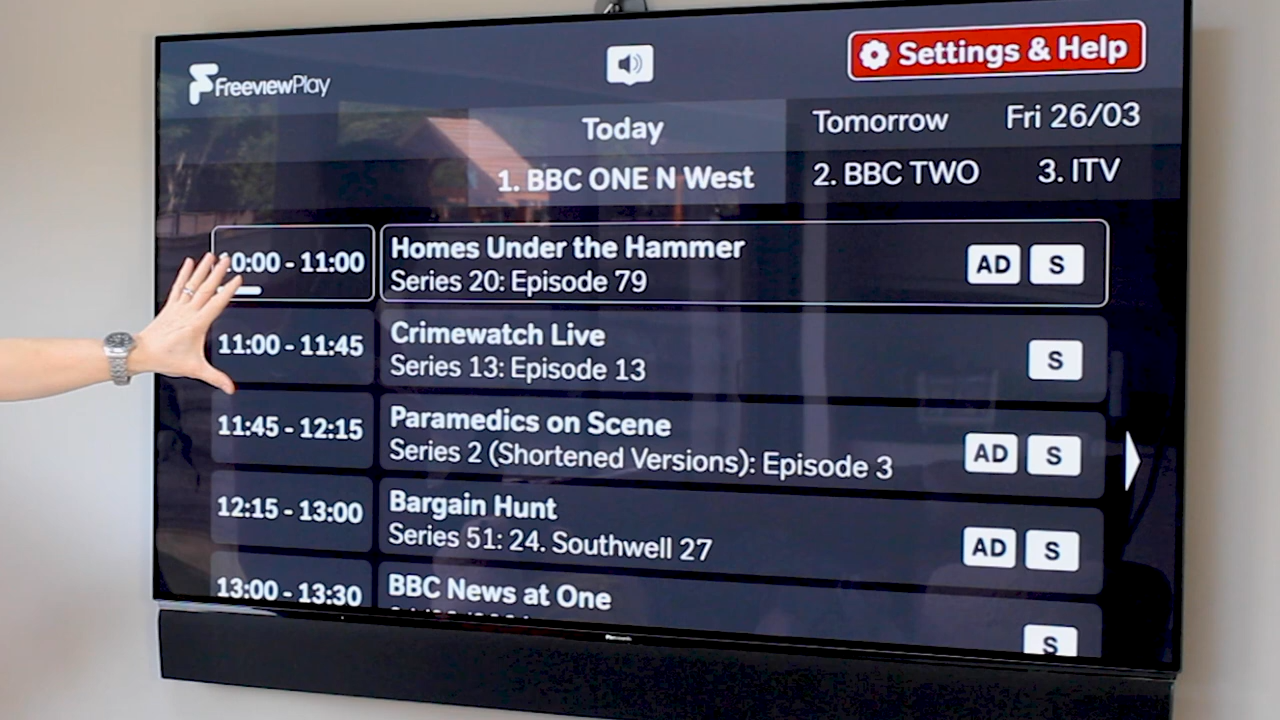 FreeviewPlay
Settings & Help
Today
Tomorrow
Fri 26/03
1. BBC ONE N West
2. BBC TWO
3. ITV
10:00 - 11:00
Homes Under the Hammer
Series 20: Episode 79
AD
S
11:00 - 11:45
Crimewatch Live
Series 13: Episode 13
S
11:45 - 12:15
Paramedics on Scene
Series 2 (Shortened Versions): Episode 3
AD
S
12:15 - 13:00
Bargain Hunt
Series 51: 24. Southwell 27
AD
S
13:00 - 13:30
BBC News at One
S
Panasonic